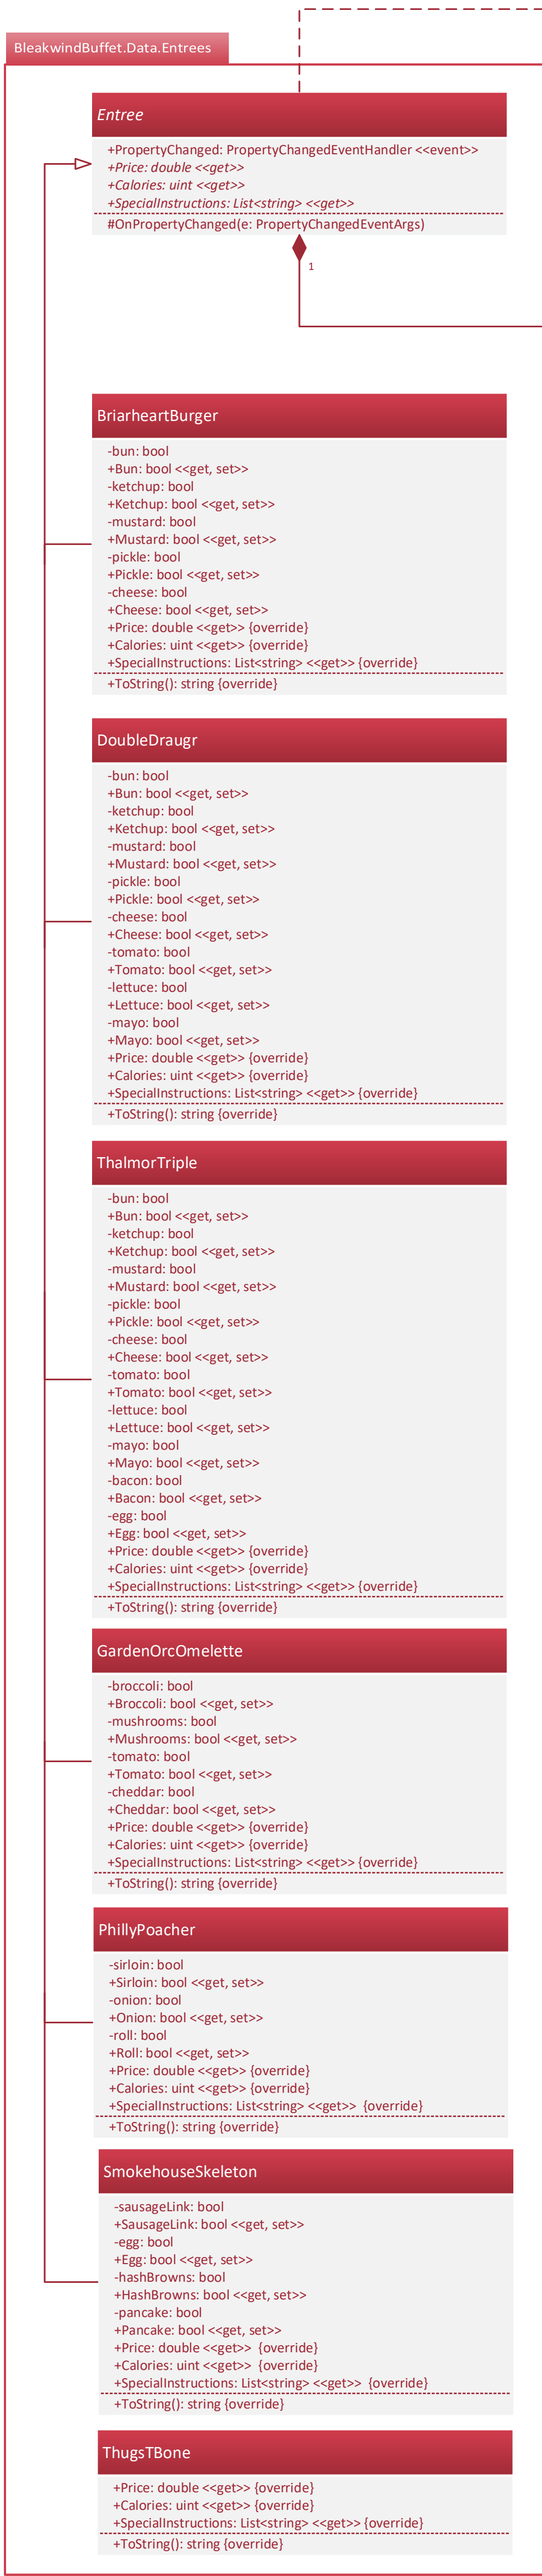 BleakwindBuffet.Data.Entrees
Entree
+PropertyChanged: PropertyChangedEventHandler <<event>>
+Price: double <<get>>
+Calories: uint <<get>>
+SpecialInstructions: List<string> <<get>>
#OnPropertyChanged(e: PropertyChangedEventArgs)
1
BriarheartBurger
-bun: bool
+Bun: bool <<get, set>>
-ketchup: bool
+Ketchup: bool <<get, set>>
-mustard: bool
+Mustard: bool <<get, set>>
-pickle: bool
+Pickle: bool <<get, set>>
-cheese: bool
+Cheese: bool <<get, set>>
+Price: double <<get>> {override}
+Calories: uint <<get>> {override}
+SpecialInstructions: List<string> <<get>> {override}
+ToString(): string {override}
DoubleDraugr
-bun: bool
+Bun: bool <<get, set>>
-ketchup: bool
+Ketchup: bool <<get, set>>
-mustard: bool
+Mustard: bool <<get, set>>
-pickle: bool
+Pickle: bool <<get, set>>
-cheese: bool
+Cheese: bool <<get, set>>
-tomato: bool
+Tomato: bool <<get, set>>
-lettuce: bool
+Lettuce: bool <<get, set>>
-mayo: bool
+Mayo: bool <<get, set>>
+Price: double <<get>> {override}
+Calories: uint <<get>> {override}
+SpecialInstructions: List<string> <<get>> {override}
+ToString(): string {override}
ThalmorTriple
-bun: bool
+Bun: bool <<get, set>>
-ketchup: bool
+Ketchup: bool <<get, set>>
-mustard: bool
+Mustard: bool <<get, set>>
-pickle: bool
+Pickle: bool <<get, set>>
-cheese: bool
+Cheese: bool <<get, set>>
-tomato: bool
+Tomato: bool <<get, set>>
-lettuce: bool
+Lettuce: bool <<get, set>>
-mayo: bool
+Mayo: bool <<get, set>>
-bacon: bool
+Bacon: bool <<get, set>>
-egg: bool
+Egg: bool <<get, set>>
+Price: double <<get>> {override}
+Calories: uint <<get>> {override}
+SpecialInstructions: List<string> <<get>> {override}
+ToString(): string {override}
GardenOrcOmelette
-broccoli: bool
+Broccoli: bool <<get, set>>
-mushrooms: bool
+Mushrooms: bool <<get, set>>
-tomato: bool
+Tomato: bool <<get, set>>
-cheddar: bool
+Cheddar: bool <<get, set>>
+Price: double <<get>> {override}
+Calories: uint <<get>> {override}
+SpecialInstructions: List<string> <<get>> {override}
+ToString(): string {override}
PhillyPoacher
-sirloin: bool
+Sirloin: bool <<get, set>>
-onion: bool
+Onion: bool <<get, set>>
-roll: bool
+Roll: bool <<get, set>>
+Price: double <<get>> {override}
+Calories: uint <<get>> {override}
+SpecialInstructions: List<string> <<get>> {override}
+ToString(): string {override}
SmokehouseSkeleton
-sausageLink: bool
+SausageLink: bool <<get, set>>
-egg: bool
+Egg: bool <<get, set>>
-hashBrowns: bool
+HashBrowns: bool <<get, set>>
-pancake: bool
+Pancake: bool <<get, set>>
+Price: double <<get>> {override}
+Calories: uint <<get>> {override}
+SpecialInstructions: List<string> <<get>> {override}
+ToString(): string {override}
ThugsTBone
+Price: double <<get>> {override}
+Calories: uint <<get>> {override}
+SpecialInstructions: List<string> <<get>> {override}
+ToString(): string {override}